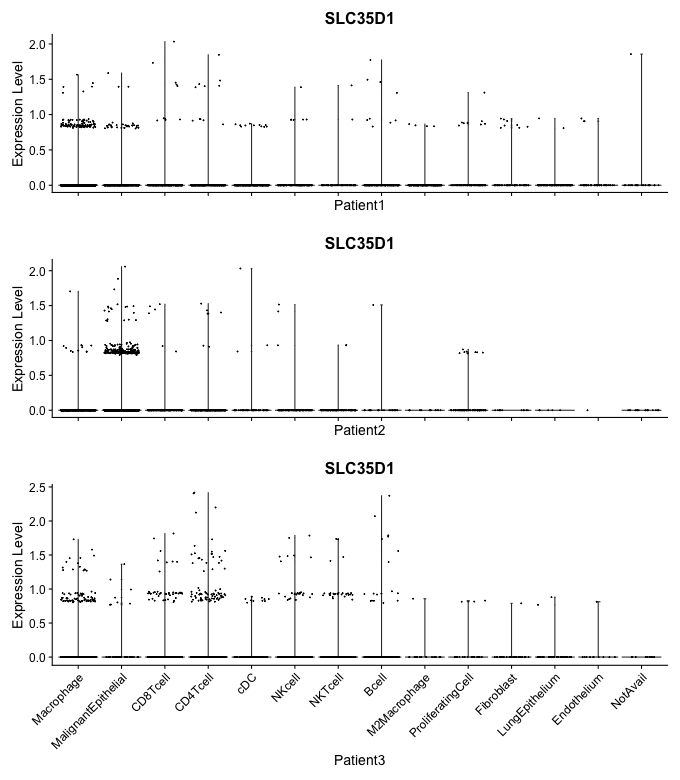 SLC35D1
Expression Level
2.0
1.5
1.0
0.5
0.0
Patient1
SLC35D1
Expression Level
2.0
1.5
1.0
0.5
0.0
Patient2
SLC35D1
Expression Level
2.5
2.0
1.5
1.0
0.5
0.0
Macrophage
MalignantEpithelial
CD8Tcell
CD4Tcell
cDC
NKcell
NKTcell
Bcell
M2Macrophage
ProliferatingCell
Fibroblast
LungEpithelium
Endothelium
NotAvail
Patient3